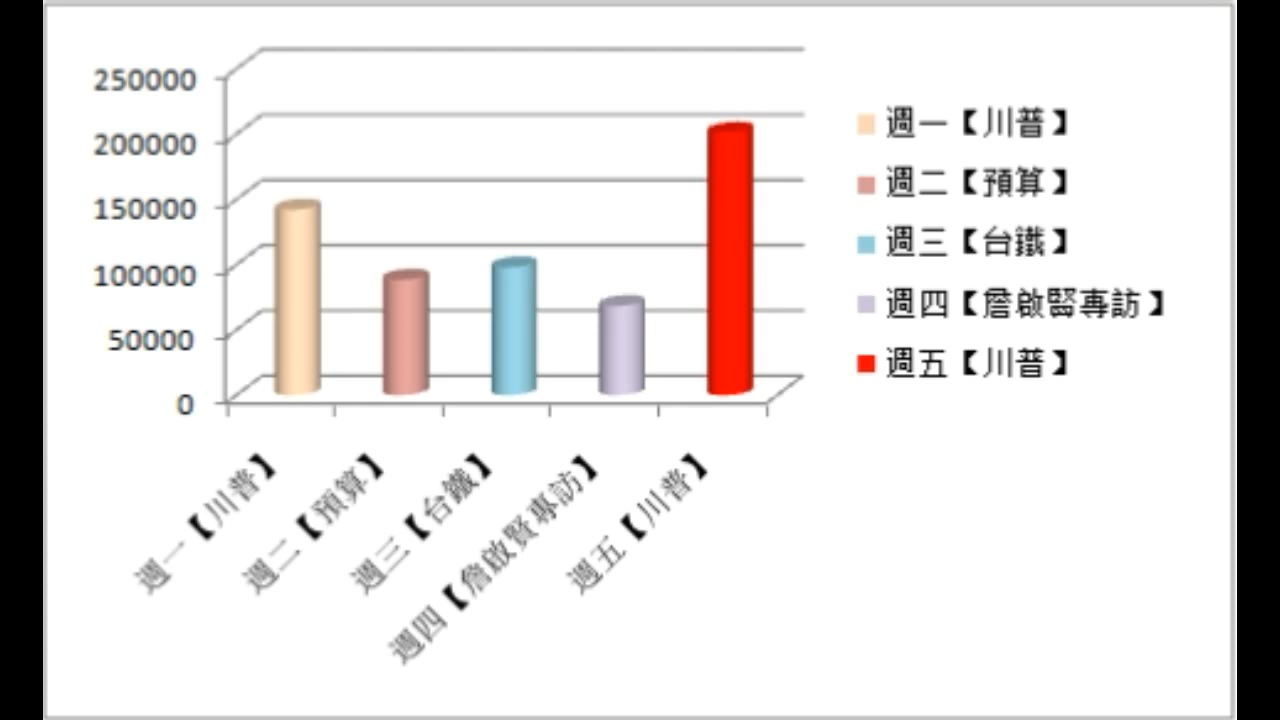 250000
200000
150000
100000
50000
0
週一【川普】
週二【預算】
週三【台鐵】
週四【詹啟賢專訪】
週五【川普】
週一【川普】
週二【預算】
週三【台鐵】
週四【詹啟賢專訪】
週五【川普】